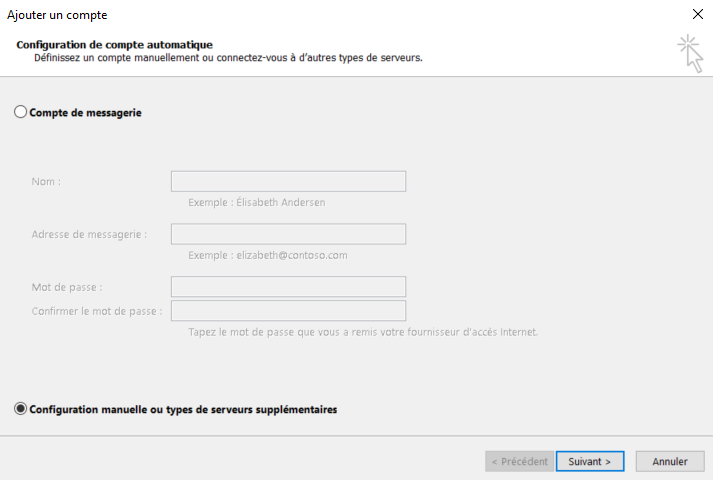 Ajouter un compte
Configuration de compte automatique
Définissez un compte manuellement ou connectez-vous à d'autres types de serveurs.
Compte de messagerie
Nom :
Exemple : Élisabeth Andersen
Adresse de messagerie :
Exemple : elizabeth@contoso.com
Mot de passe :
Confirmer le mot de passe :
Tapez le mot de passe que vous a remis votre fournisseur d'accès Internet.
Configuration manuelle ou types de serveurs supplémentaires
< Précédent Suivant > Annuler